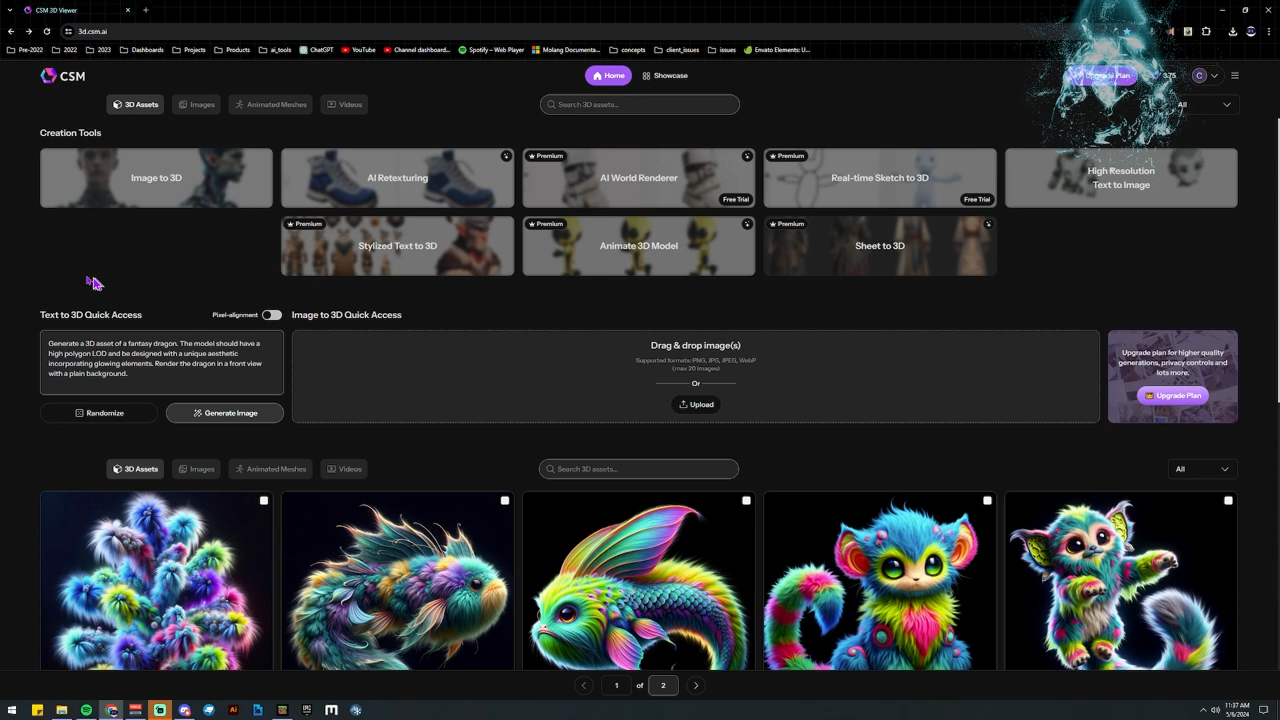 CSM 3D Viewer
3d.csm.ai
Pre-2022
2022
2023
Dashboards
Projects
Products
ai_tools
ChatGPT
YouTube
Channel dashboard...
Spotify – Web Player
Molang Documenta...
concepts
client_issues
issues
Envato Elements: U...
CSM
Home
Showcase
Upgrade Plan
375
C
3D Assets
Images
Animated Meshes
Videos
Search 3D assets...
All
Creation Tools
Image to 3D
AI Retexturing
Premium
AI World Renderer
Free Trial
Premium
Real-time Sketch to 3D
Free Trial
High Resolution
Text to Image
Premium
Stylized Text to 3D
Premium
Animate 3D Model
Premium
Sheet to 3D
Text to 3D Quick Access
Pixel-alignment
Image to 3D Quick Access
Generate a 3D asset of a fantasy dragon. The model should have a
high polygon LOD and be designed with a unique aesthetic
incorporating glowing elements. Render the dragon in a front view
with a plain background.
Randomize
Generate Image
Drag & drop image(s)
Supported formats: PNG, JPG, JPEG, WebP
(max 20 images)
Or
Upload
Upgrade plan for higher quality
generations, privacy controls and
lots more.
Upgrade Plan
3D Assets
Images
Animated Meshes
Videos
Search 3D assets...
All
1
of
2
11:37 AM
5/6/2024